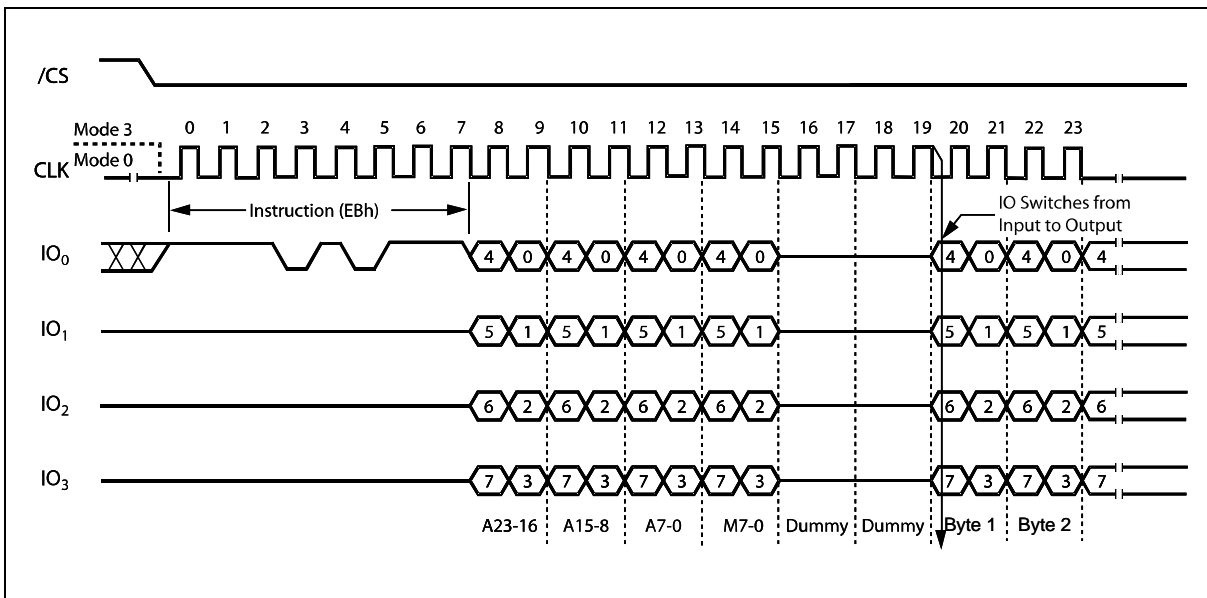 /CS
Mode 3
0 1 2 3 4 5 6 7 8 9 10 11 12 13 14 15 16 17 18 19 20 21 22 23
Mode 0
CLK
Instruction (EBh)
IO Switches from
Input to Output
IO₀
4 0 4 0 4 0 4 0 4 0 4 0 4
IO₁
5 1 5 1 5 1 5 1 5 1 5 1 5
IO₂
6 2 6 2 6 2 6 2 6 2 6 2 6
IO₃
7 3 7 3 7 3 7 3 7 3 7 3 7
A23-16 A15-8 A7-0 M7-0 Dummy Dummy Byte 1 Byte 2